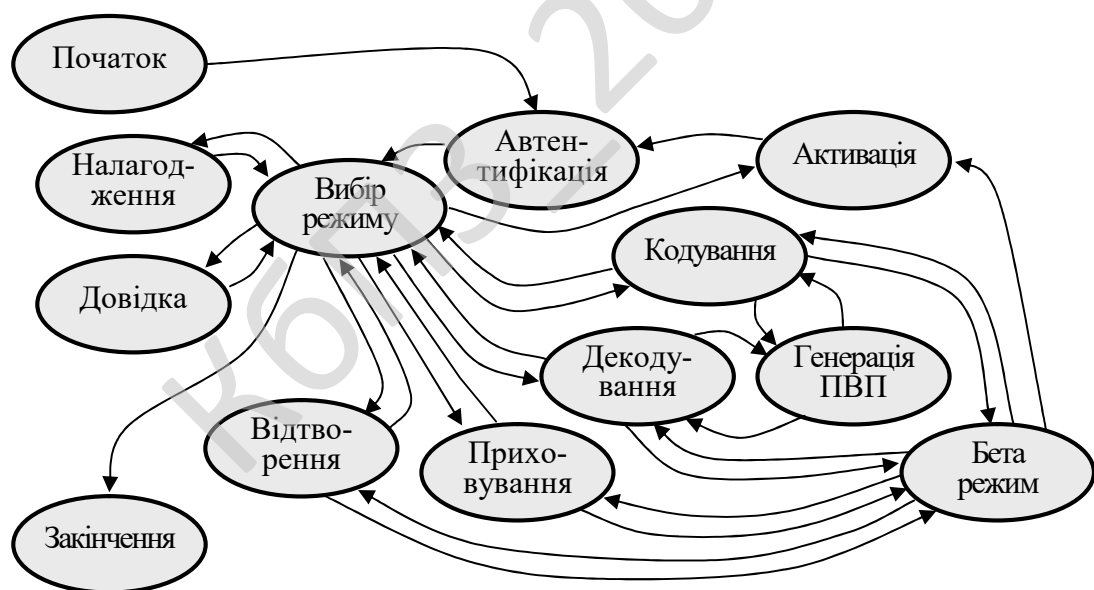 Початок
Автен-
тифікація
Активація
Налагод-
ження
Вибір
режиму
Кодування
Довідка
Декоду-
вання
Генерація
ПВП
Відтво-
рення
Прихо-
вування
Бета
режим
Закінчення
КбПЗ_20